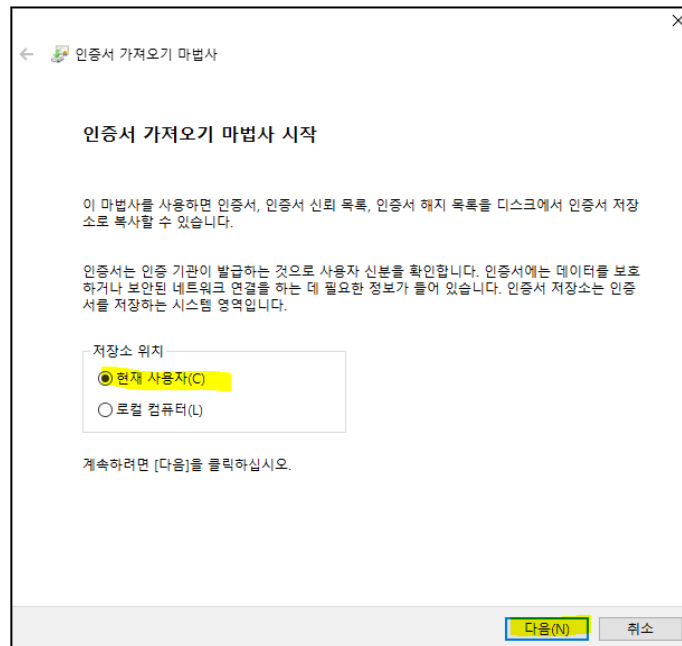 인증서 가져오기 마법사
인증서 가져오기 마법사 시작
이 마법사를 사용하면 인증서, 인증서 신뢰 목록, 인증서 해지 목록을 디스크에서 인증서 저장
소로 복사할 수 있습니다.
인증서는 인증 기관이 발급하는 것으로 사용자 신분을 확인합니다. 인증서에는 데이터를 보호
하거나 보안된 네트워크 연결을 하는 데 필요한 정보가 들어 있습니다. 인증서 저장소는 인증
서를 저장하는 시스템 영역입니다.
저장소 위치
현재 사용자(C)
로컬 컴퓨터(L)
계속하려면 [다음]을 클릭하십시오.
다음(N) 취소